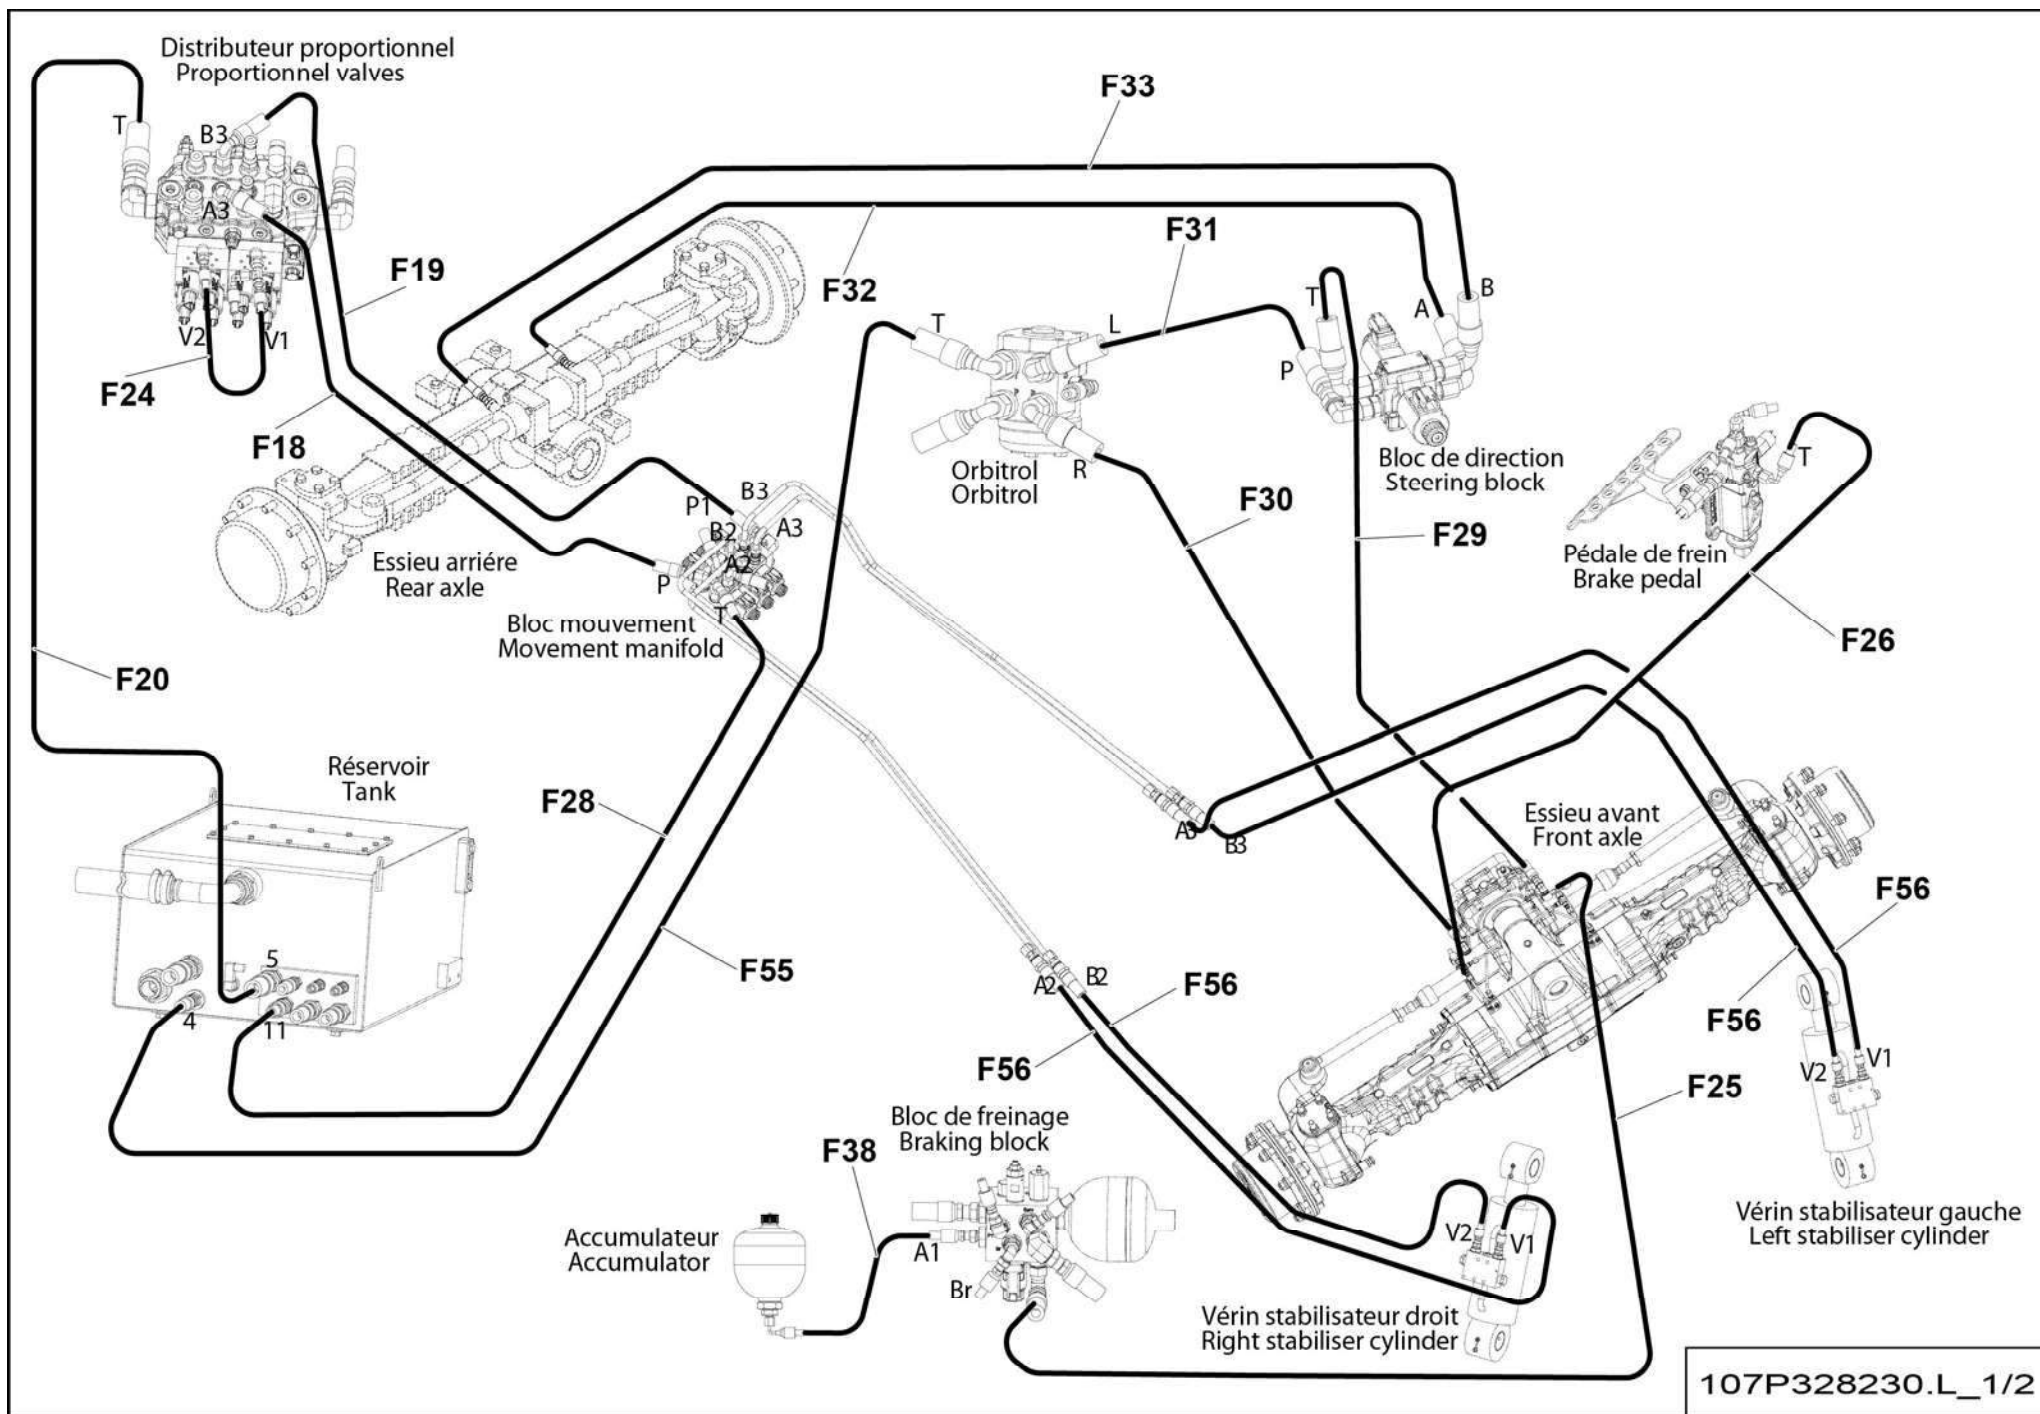 Distributeur proportionnel
Proportionnel valves
F33
T
B3
A3
F19
F32
F31
T
B
A
V2
V1
T
L
P
F24
F18
Orbitrol
Orbitrol
R
Bloc de direction
Steering block
T
F30
F29
Pédale de frein
Brake pedal
P1
B3
B2
A3
A2
P
T
Essieu arriére
Rear axle
Bloc mouvement
Movement manifold
F26
F20
Réservoir
Tank
F28
A3
B3
Essieu avant
Front axle
F56
5
4
11
F55
A2
B2
F56
F56
F56
V2
V1
F25
Bloc de freinage
Braking block
F38
Accumulateur
Accumulator
A1
Br
V2
V1
Vérin stabilisateur gauche
Left stabiliser cylinder
Vérin stabilisateur droit
Right stabiliser cylinder
107P328230.L_1/2